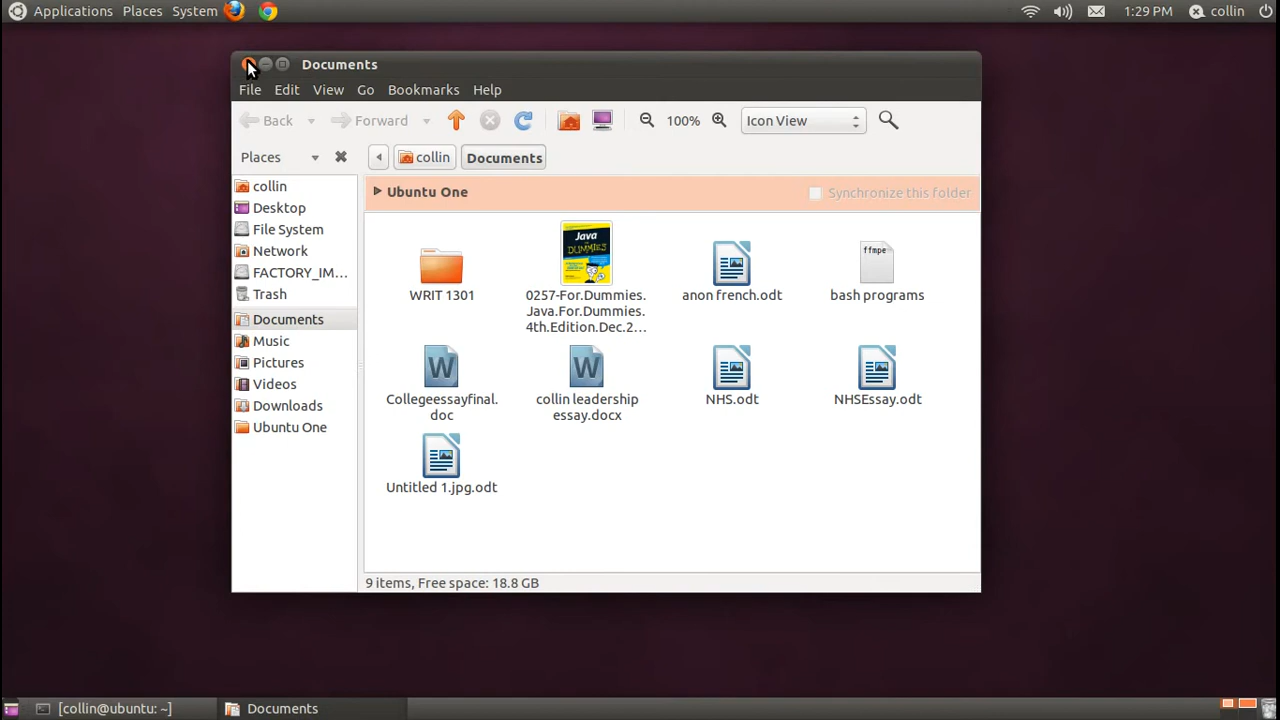 Applications Places System 1:29 PM collin
Documents
File Edit View Go Bookmarks Help
Back Forward 100% Icon View
Places collin Documents
collin
Desktop
File System
Network
FACTORY_IM...
Trash
Documents
Music
Pictures
Videos
Downloads
Ubuntu One
Ubuntu One Synchronize this folder
Java
DUMMIES
ffmpe
WRIT 1301
0257-For.Dummies.
Java.For.Dummies.
4th.Edition.Dec.2...
anon french.odt
bash programs
W
W
Collegeessayfinal.
doc
collin leadership
essay.docx
NHS.odt
NHSEssay.odt
Untitled 1.jpg.odt
9 items, Free space: 18.8 GB
[collin@ubuntu: ~] Documents